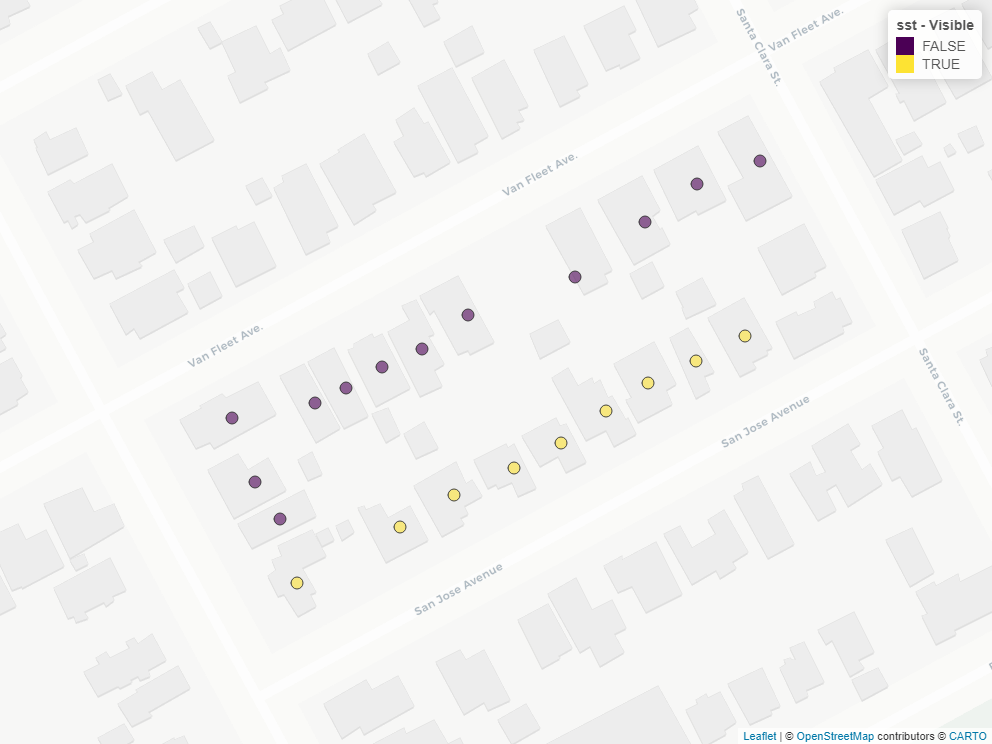 Santa Clara St.
Van Fleet Ave.
sst - Visible
FALSE
TRUE
Van Fleet Ave.
Van Fleet Ave.
Santa Clara St.
San Jose Avenue
San Jose Avenue
Leaflet | © OpenStreetMap contributors © CARTO